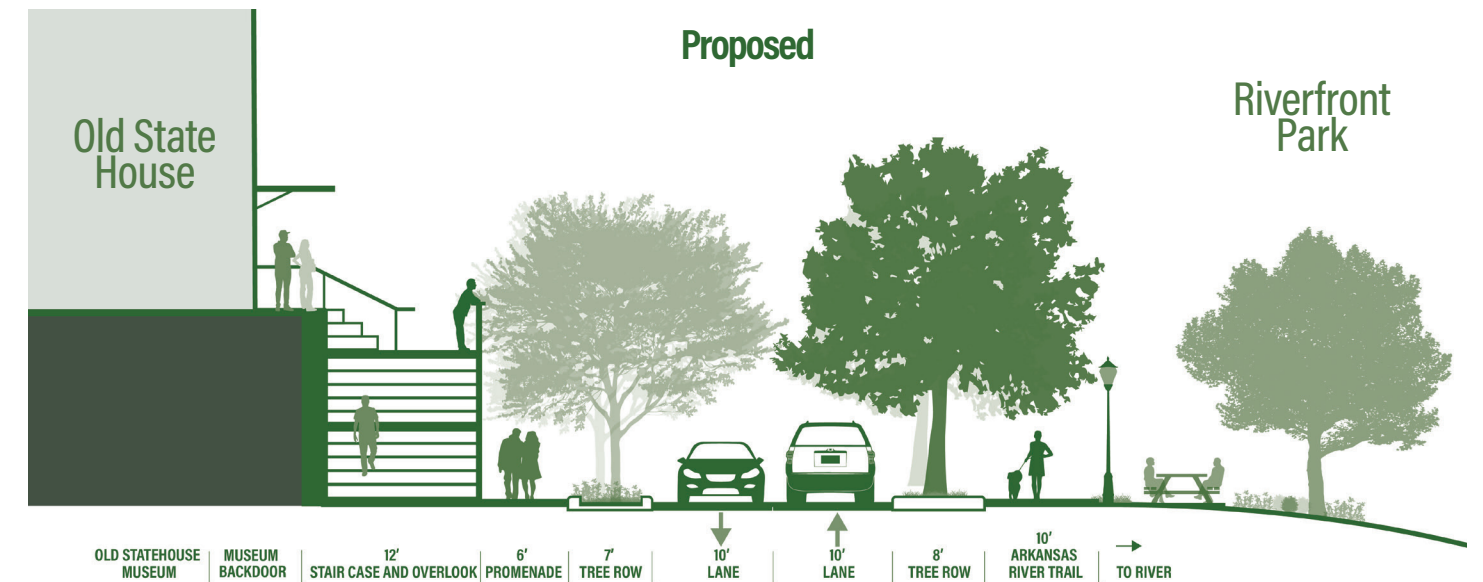 Proposed
Old State
House
Riverfront
Park
OLD STATEHOUSE
MUSEUM
MUSEUM
BACKDOOR
12'
STAIR CASE AND OVERLOOK
6'
PROMENADE
7'
TREE ROW
10'
LANE
10'
LANE
8'
TREE ROW
10'
ARKANSAS
RIVER TRAIL
TO RIVER